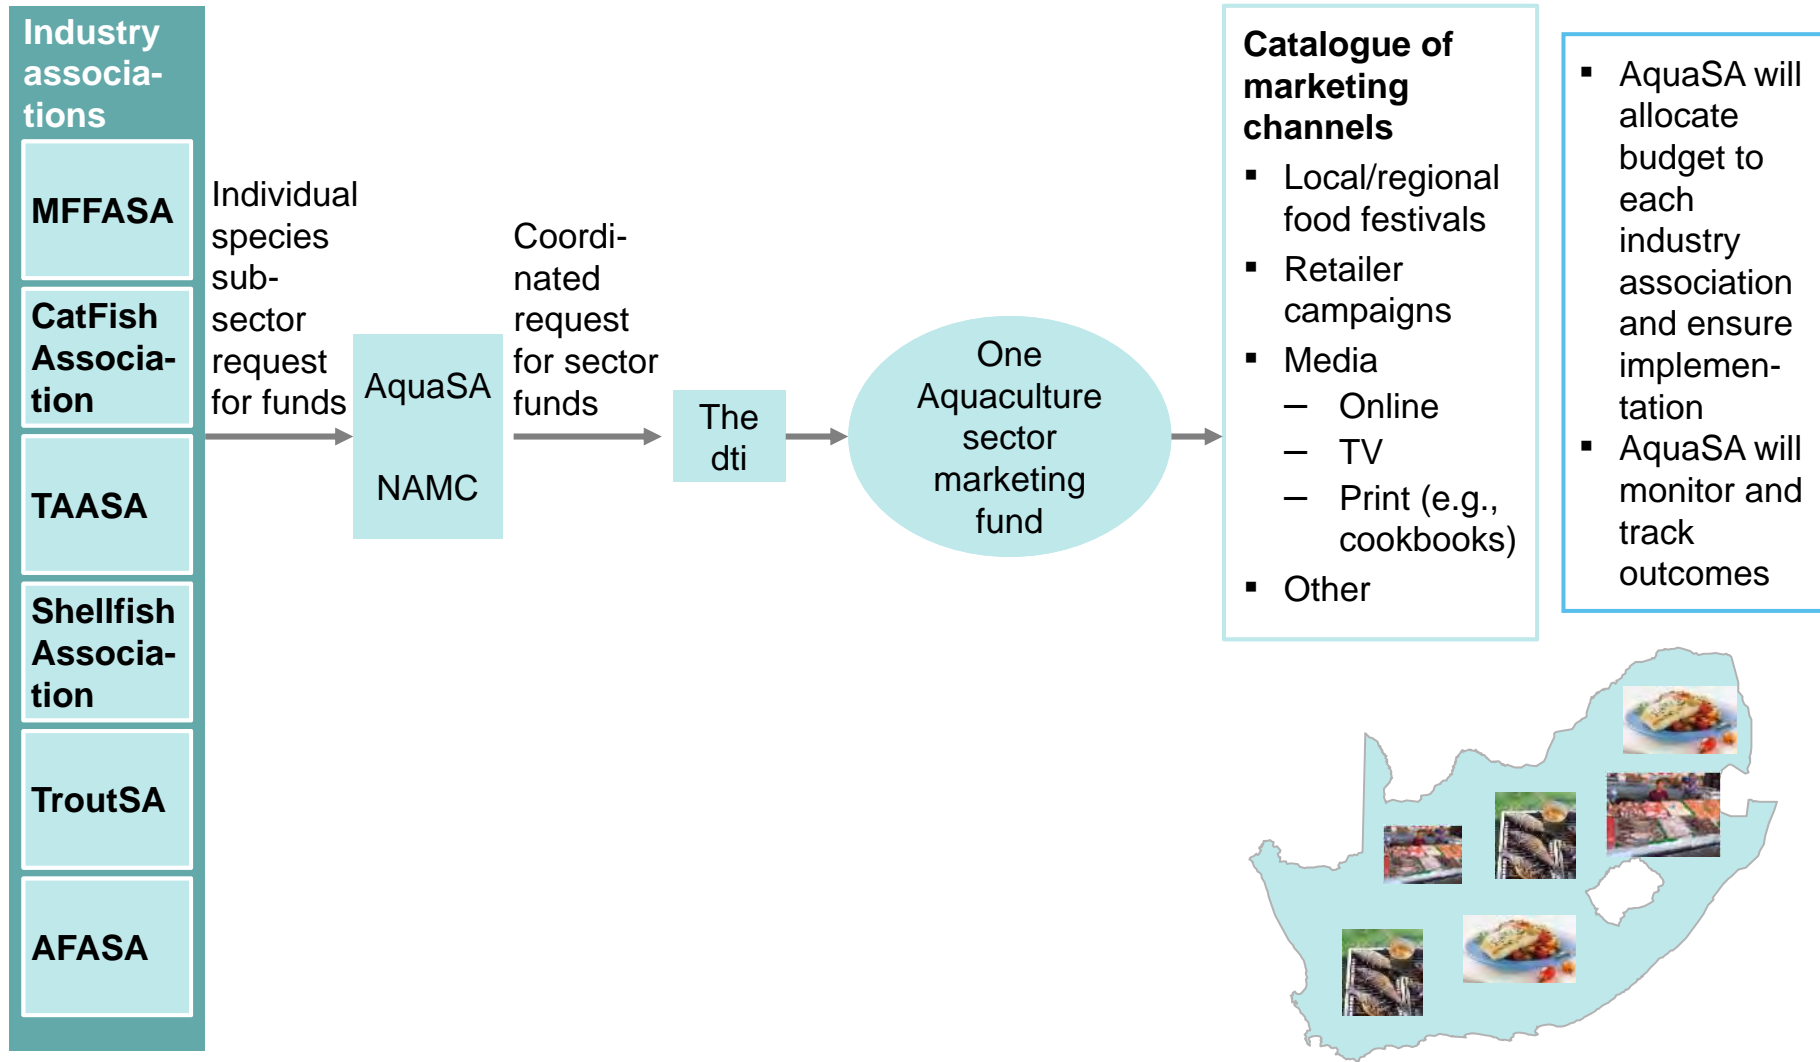 Industry
associa-
tions
MFFASA
CatFish
Associa-
tion
TAASA
Shellfish
Associa-
tion
TroutSA
AFASA
Individual
species
sub-
sector
request
for funds
AquaSA
NAMC
Coordi-
nated
request
for sector
funds
The
dti
One
Aquaculture
sector
marketing
fund
Catalogue of
marketing
channels
▪ Local/regional
food festivals
▪ Retailer
campaigns
▪ Media
– Online
– TV
– Print (e.g.,
cookbooks)
▪ Other
▪ AquaSA will
allocate
budget to
each
industry
association
and ensure
implemen-
tation
▪ AquaSA will
monitor and
track
outcomes